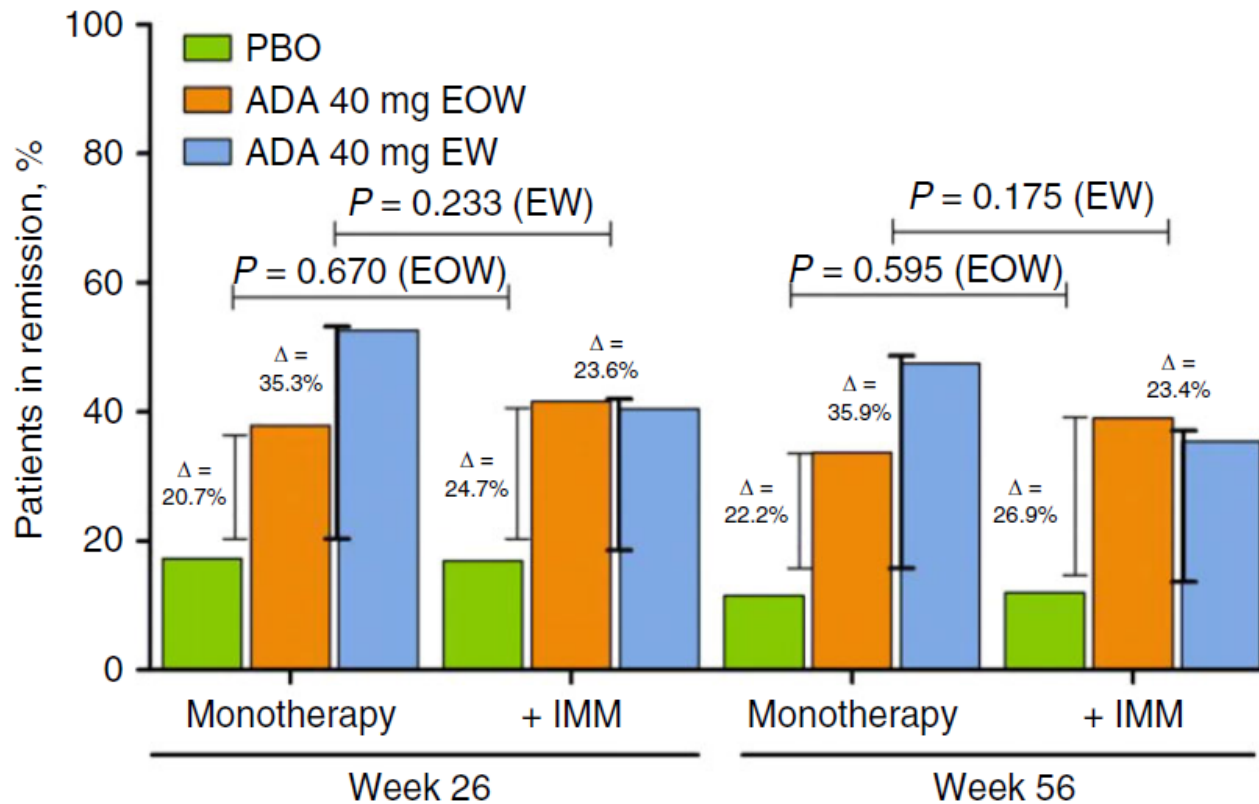 100
80
60
40
20
0
Patients in remission, %
PBO
ADA 40 mg EOW
ADA 40 mg EW
P = 0.233 (EW)
P = 0.670 (EOW)
P = 0.175 (EW)
P = 0.595 (EOW)
Δ =
20.7%
Δ =
35.3%
Δ =
24.7%
Δ =
23.6%
Δ =
22.2%
Δ =
35.9%
Δ =
26.9%
Δ =
23.4%
Monotherapy
+ IMM
Monotherapy
+ IMM
Week 26
Week 56